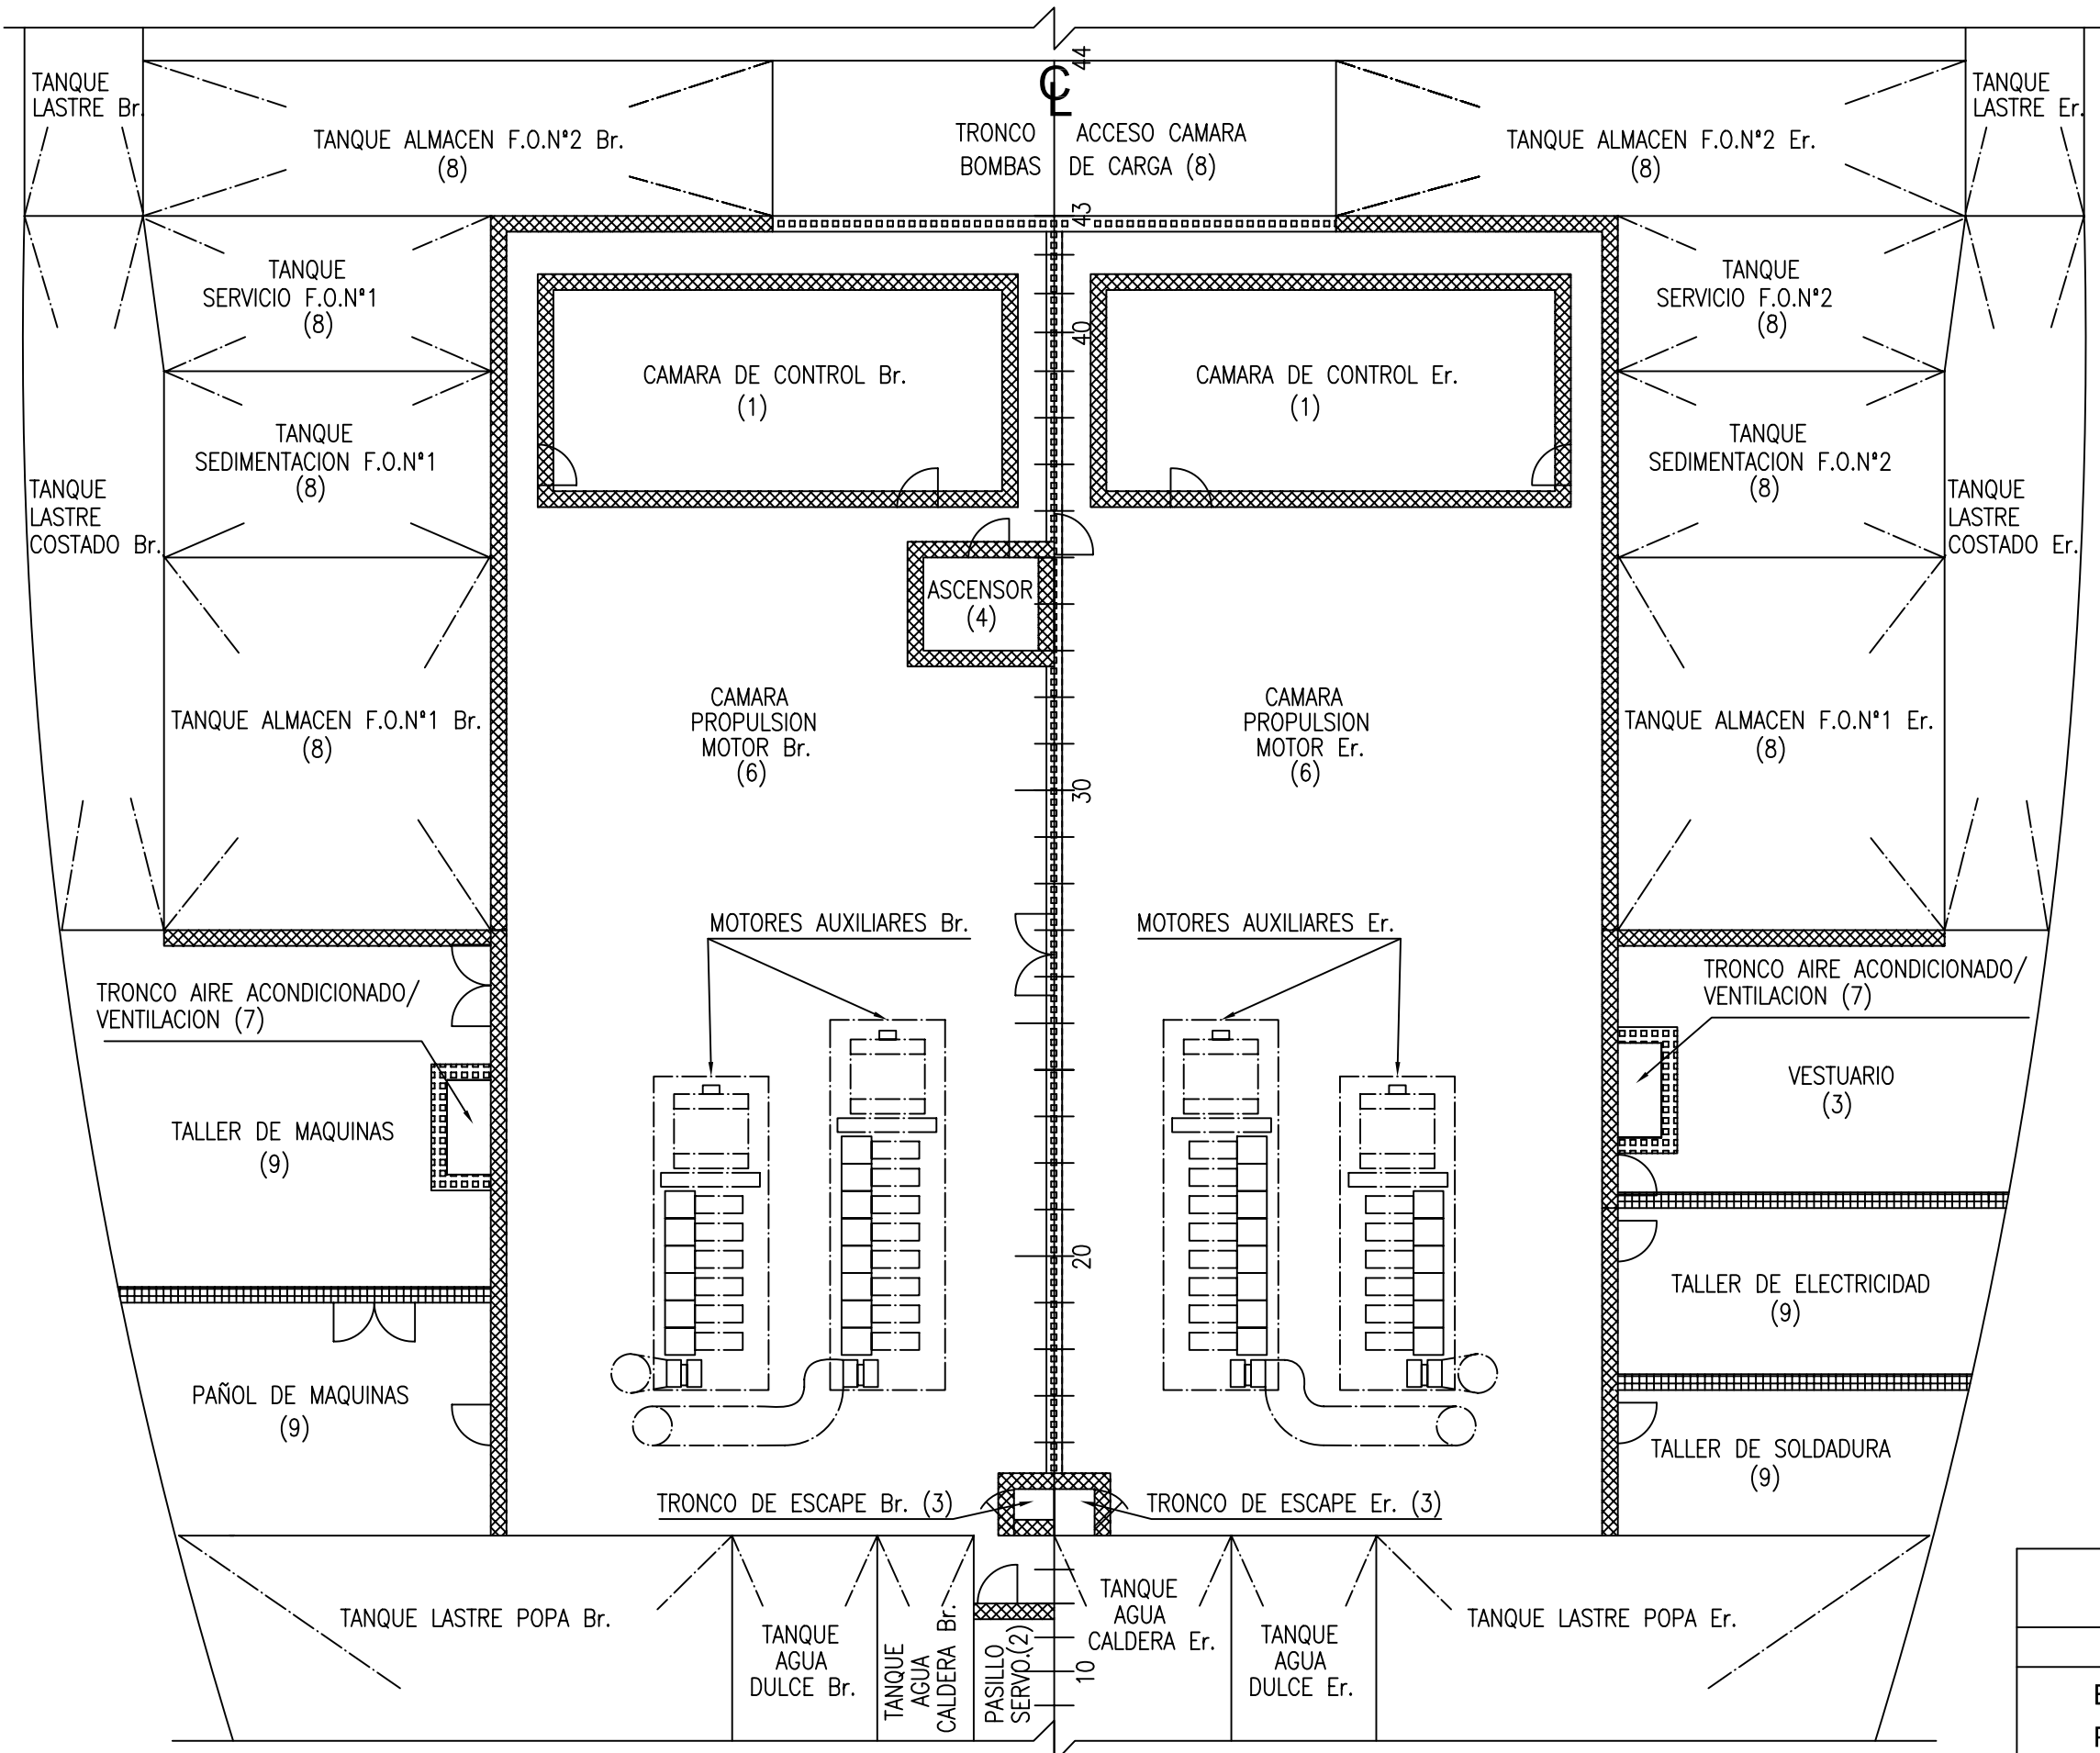 44
TANQUE
LASTRE Br.
TANQUE ALMACEN F.O.Nº2 Br.
(8)
TRONCO ACCESO CAMARA
BOMBAS DE CARGA (8)
TANQUE ALMACEN F.O.Nº2 Er.
(8)
TANQUE
LASTRE Er.
43
TANQUE
SERVICIO F.O.Nº1
(8)
TANQUE
SERVICIO F.O.Nº2
(8)
40
CAMARA DE CONTROL Br.
(1)
CAMARA DE CONTROL Er.
(1)
TANQUE
SEDIMENTACION F.O.Nº1
(8)
TANQUE
SEDIMENTACION F.O.Nº2
(8)
TANQUE
LASTRE
COSTADO Br.
TANQUE
LASTRE
COSTADO Er.
ASCENSOR
(4)
TANQUE ALMACEN F.O.Nº1 Br.
(8)
CAMARA
PROPULSION
MOTOR Br.
(6)
CAMARA
PROPULSION
MOTOR Er.
(6)
TANQUE ALMACEN F.O.Nº1 Er.
(8)
30
MOTORES AUXILIARES Br.
MOTORES AUXILIARES Er.
TRONCO AIRE ACONDICIONADO/
VENTILACION (7)
TRONCO AIRE ACONDICIONADO/
VENTILACION (7)
TALLER DE MAQUINAS
(9)
VESTUARIO
(3)
20
TALLER DE ELECTRICIDAD
(9)
PAÑOL DE MAQUINAS
(9)
TALLER DE SOLDADURA
(9)
TRONCO DE ESCAPE Br. (3)
TRONCO DE ESCAPE Er. (3)
TANQUE LASTRE POPA Br.
TANQUE
AGUA
DULCE Br.
TANQUE
AGUA
CALDERA Br.
PASILLO
SERVO.(2)
10
TANQUE
AGUA
CALDERA Er.
TANQUE
AGUA
DULCE Er.
TANQUE LASTRE POPA Er.